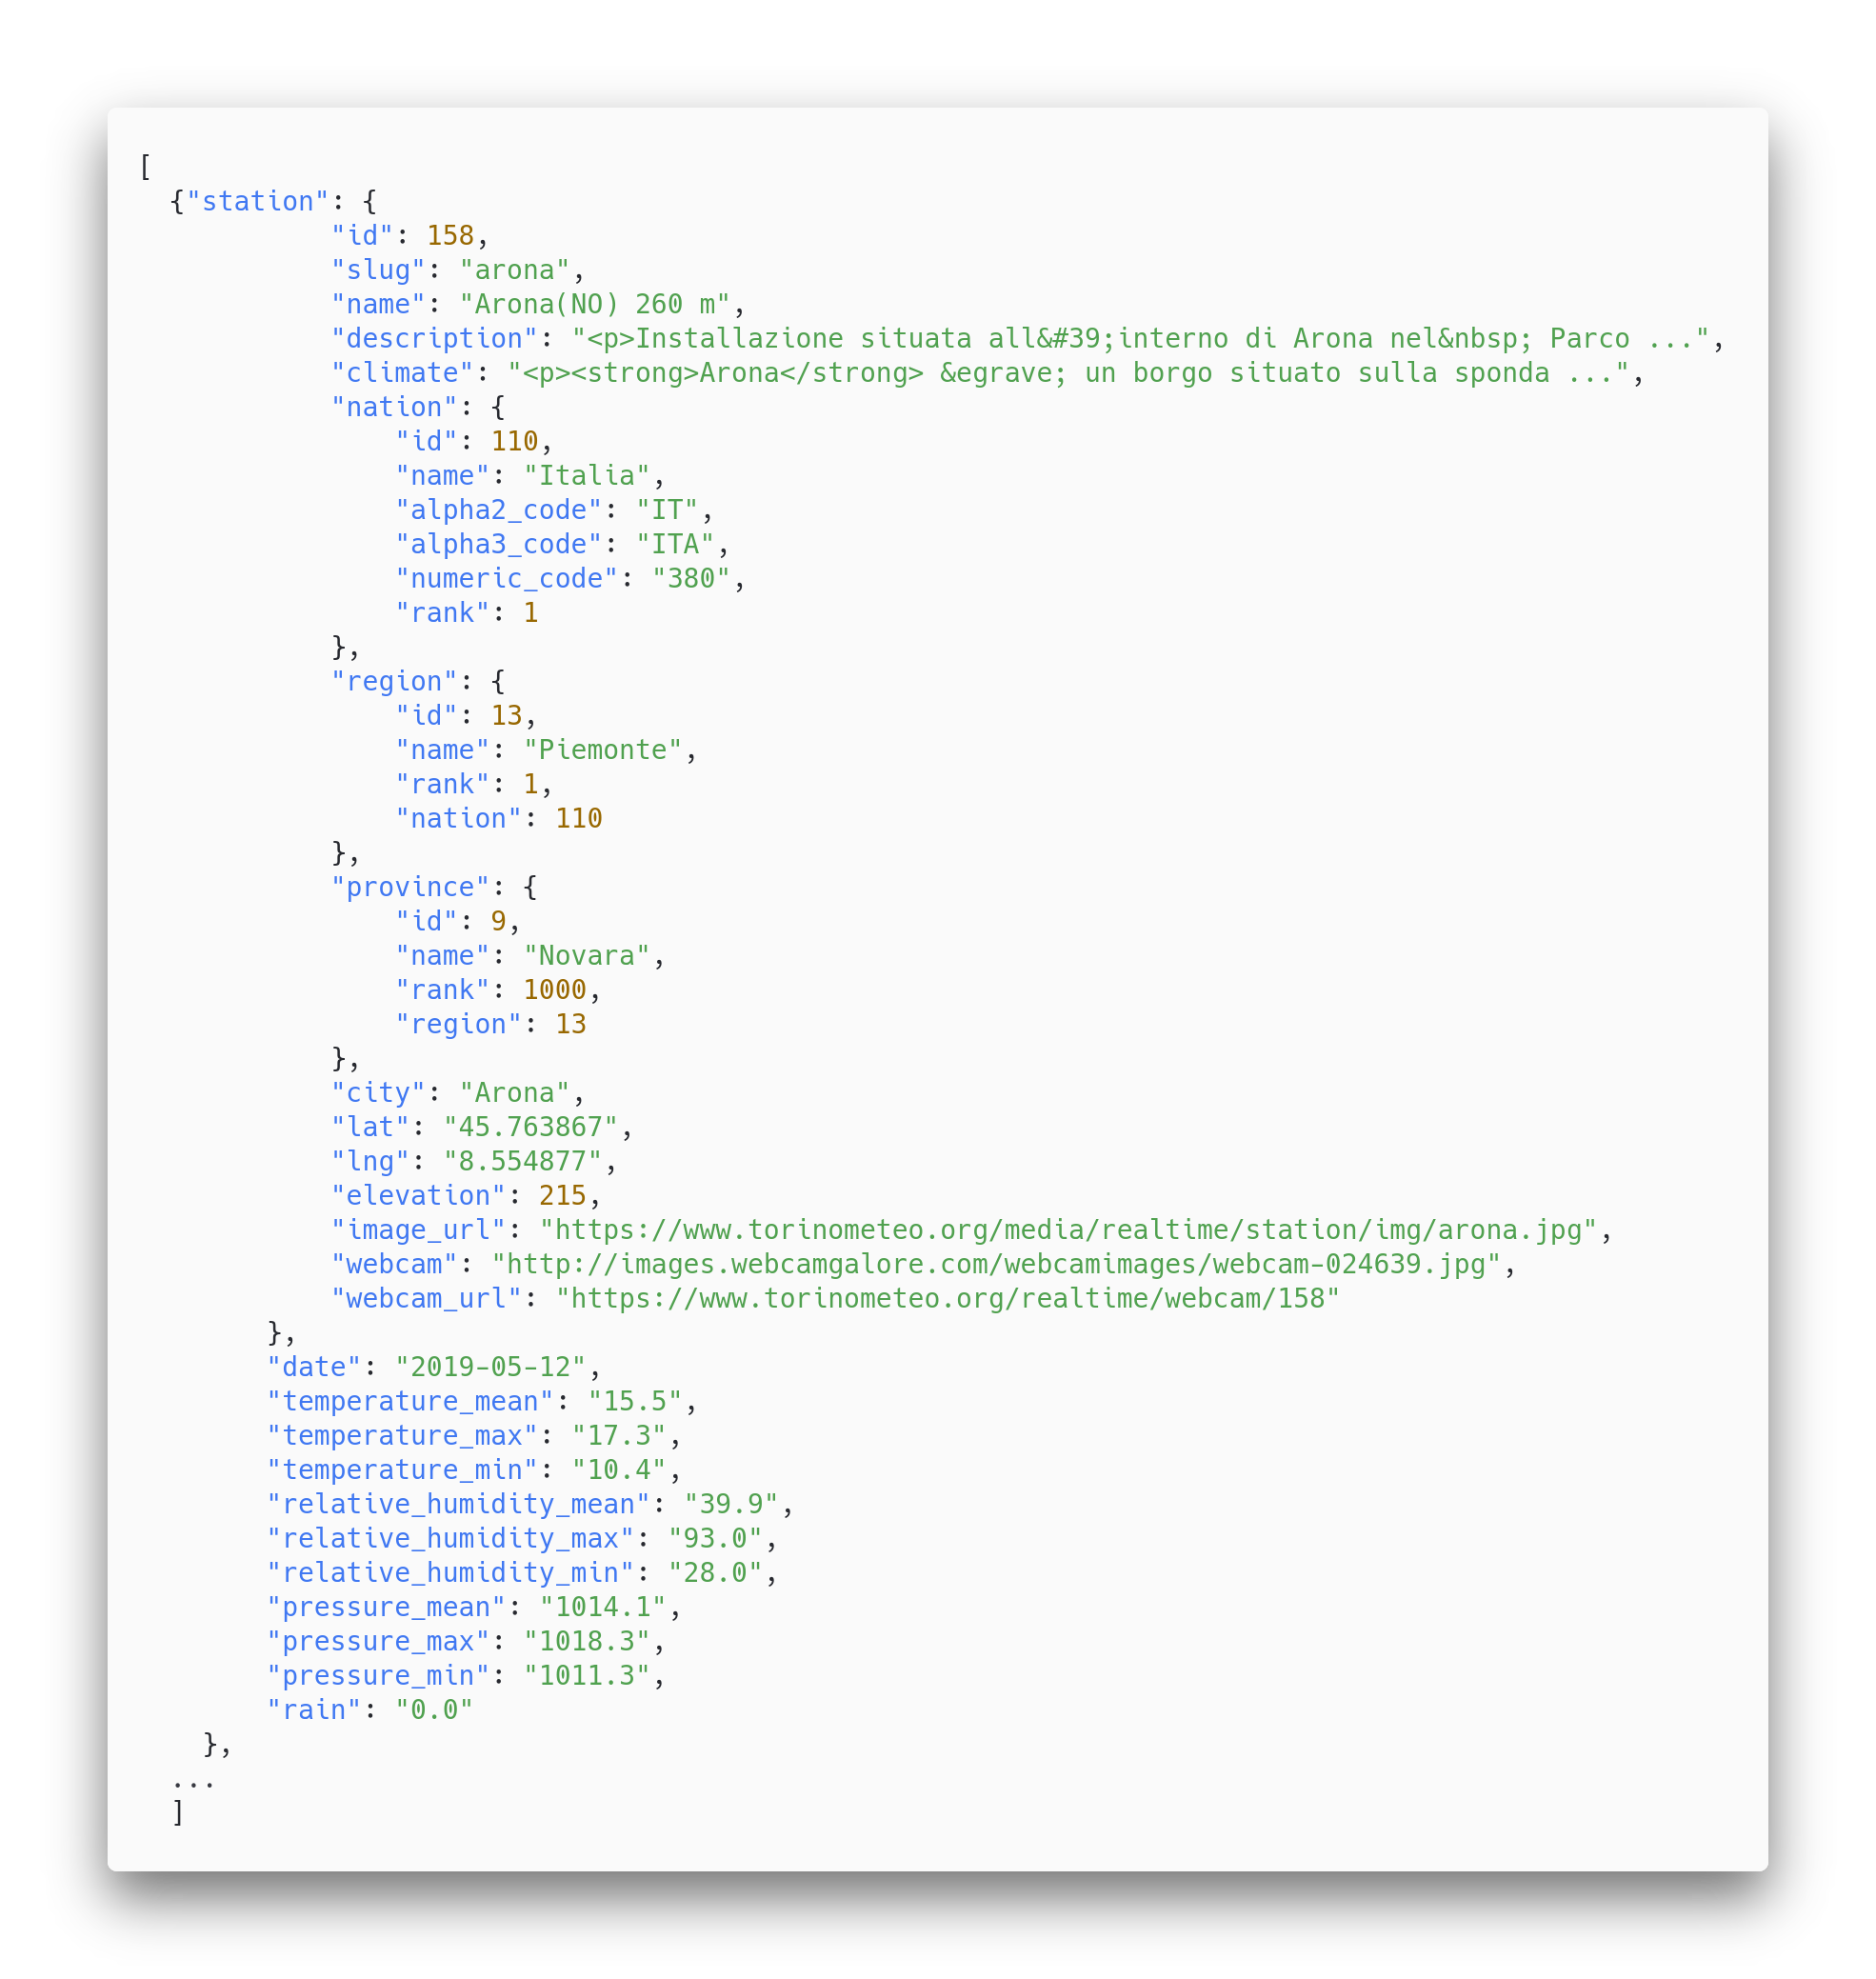 [
  {"station": {
            "id": 158,
            "slug": "arona",
            "name": "Arona(NO) 260 m",
            "description": "<p>Installazione situata all&#39;interno di Arona nel&nbsp; Parco ...",
            "climate": "<p><strong>Arona</strong> &egrave; un borgo situato sulla sponda ...",
            "nation": {
                "id": 110,
                "name": "Italia",
                "alpha2_code": "IT",
                "alpha3_code": "ITA",
                "numeric_code": "380",
                "rank": 1
            },
            "region": {
                "id": 13,
                "name": "Piemonte",
                "rank": 1,
                "nation": 110
            },
            "province": {
                "id": 9,
                "name": "Novara",
                "rank": 1000,
                "region": 13
            },
            "city": "Arona",
            "lat": "45.763867",
            "lng": "8.554877",
            "elevation": 215,
            "image_url": "https://www.torinometeo.org/media/realtime/station/img/arona.jpg",
            "webcam": "http://images.webcamgalore.com/webcamimages/webcam-024639.jpg",
            "webcam_url": "https://www.torinometeo.org/realtime/webcam/158"
        },
        "date": "2019-05-12",
        "temperature_mean": "15.5",
        "temperature_max": "17.3",
        "temperature_min": "10.4",
        "relative_humidity_mean": "39.9",
        "relative_humidity_max": "93.0",
        "relative_humidity_min": "28.0",
        "pressure_mean": "1014.1",
        "pressure_max": "1018.3",
        "pressure_min": "1011.3",
        "rain": "0.0"
    },
  ...
  ]